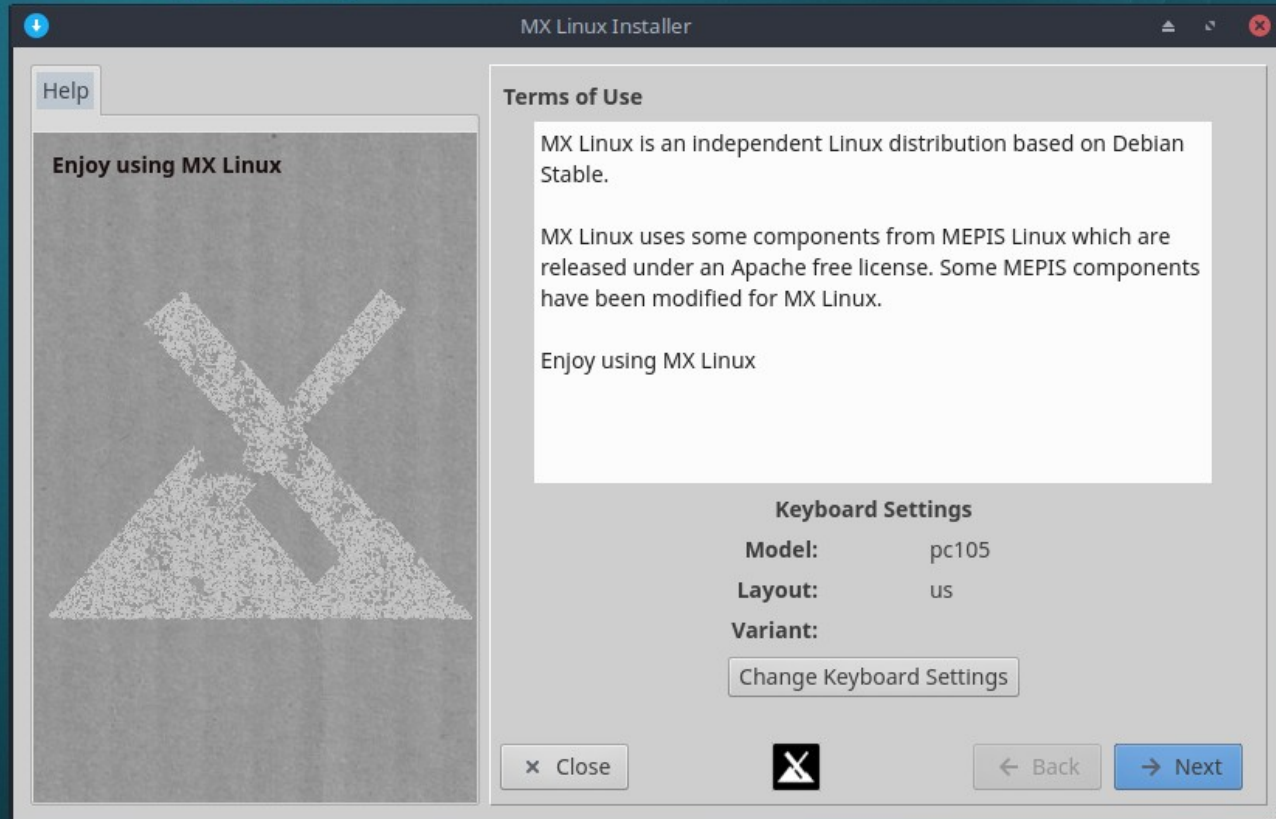 MX Linux Installer
Help
Enjoy using MX Linux
Terms of Use
MX Linux is an independent Linux distribution based on Debian
Stable.
MX Linux uses some components from MEPIS Linux which are
released under an Apache free license. Some MEPIS components
have been modified for MX Linux.
Enjoy using MX Linux
Keyboard Settings
Model: pc105
Layout: us
Variant:
Change Keyboard Settings
Close
Back
Next